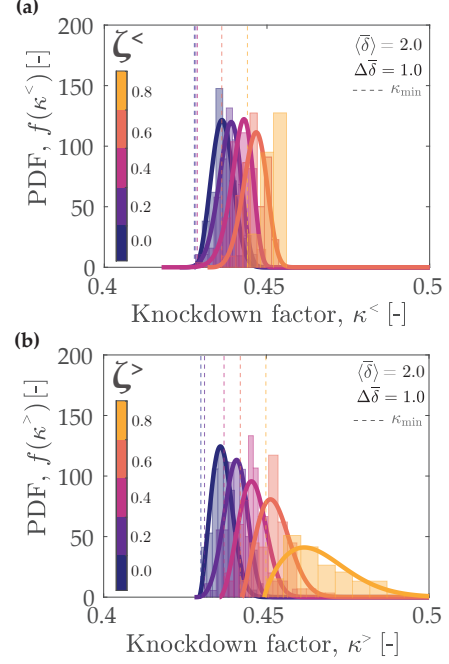 (a)
200
150
100
50
0
PDF, f(κ^<) [-]
ζ^<
0.8
0.6
0.4
0.2
0.0
⟨δ̅⟩ = 2.0
Δδ̅ = 1.0
κmin
0.4
0.45
0.5
Knockdown factor, κ^< [-]
(b)
200
150
100
50
0
PDF, f(κ^>) [-]
ζ^>
0.8
0.6
0.4
0.2
0.0
⟨δ̅⟩ = 2.0
Δδ̅ = 1.0
κmin
0.4
0.45
0.5
Knockdown factor, κ^> [-]